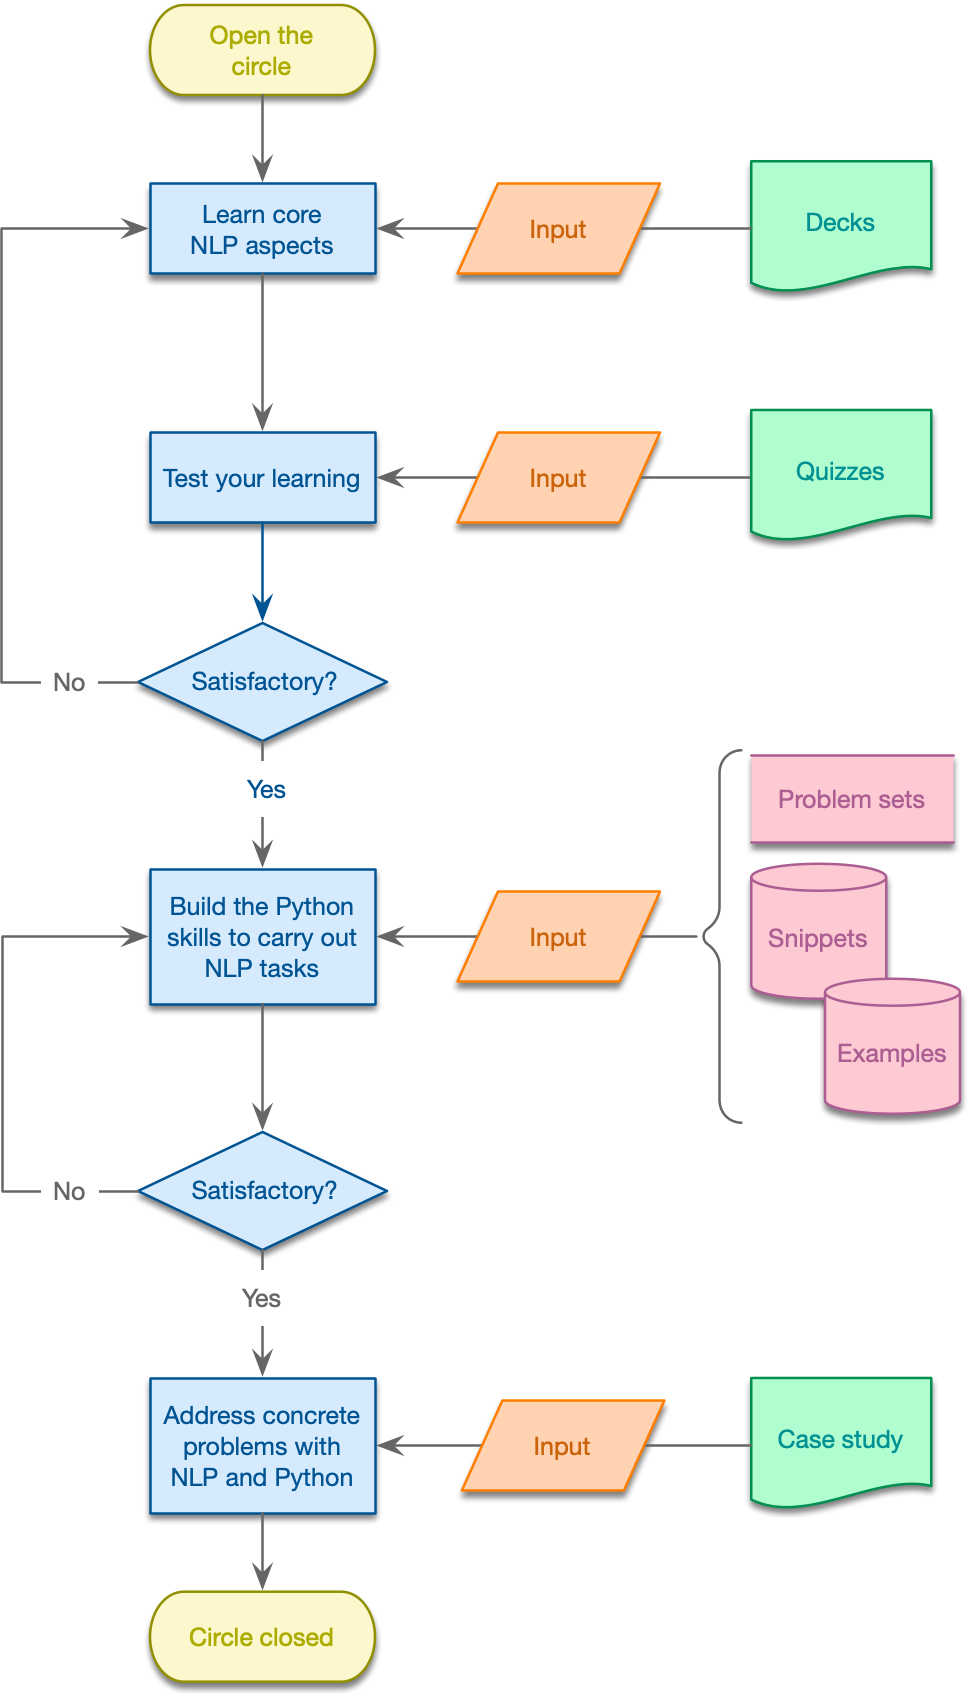 Open the
circle
Learn core
NLP aspects
Input
Decks
Test your learning
Input
Quizzes
Satisfactory?
No
Yes
Build the Python
skills to carry out
NLP tasks
Input
Problem sets
Snippets
Examples
Satisfactory?
No
Yes
Address concrete
problems with
NLP and Python
Input
Case study
Circle closed